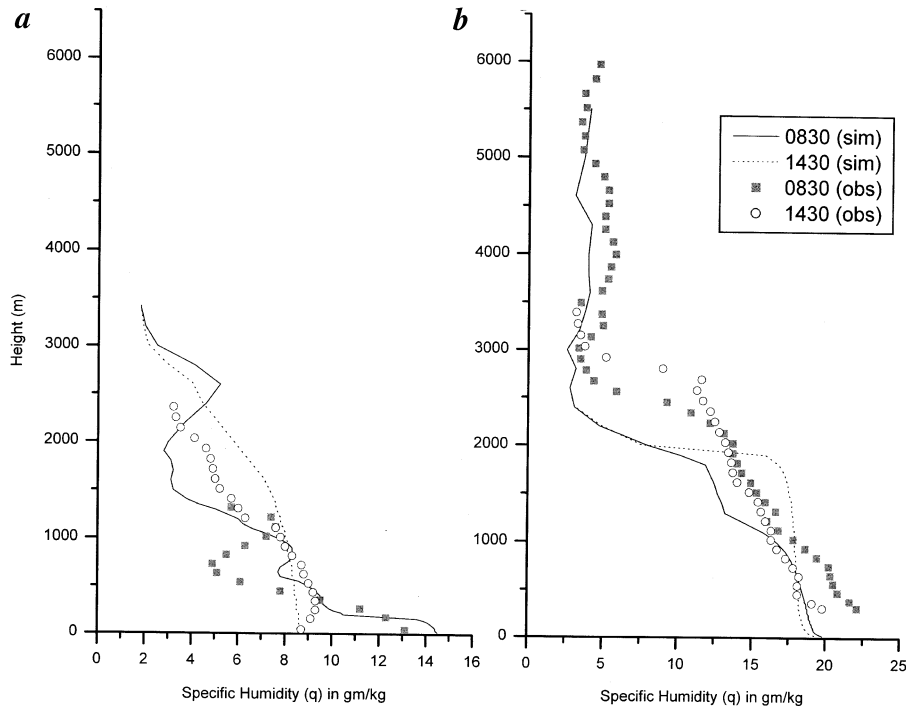 a
6000
5000
4000
3000
2000
1000
0
Height (m)
0 2 4 6 8 10 12 14 16
Specific Humidity (q) in gm/kg
b
6000
5000
4000
3000
2000
1000
0
0 5 10 15 20 25
Specific Humidity (q) in gm/kg
0830 (sim)
1430 (sim)
0830 (obs)
1430 (obs)